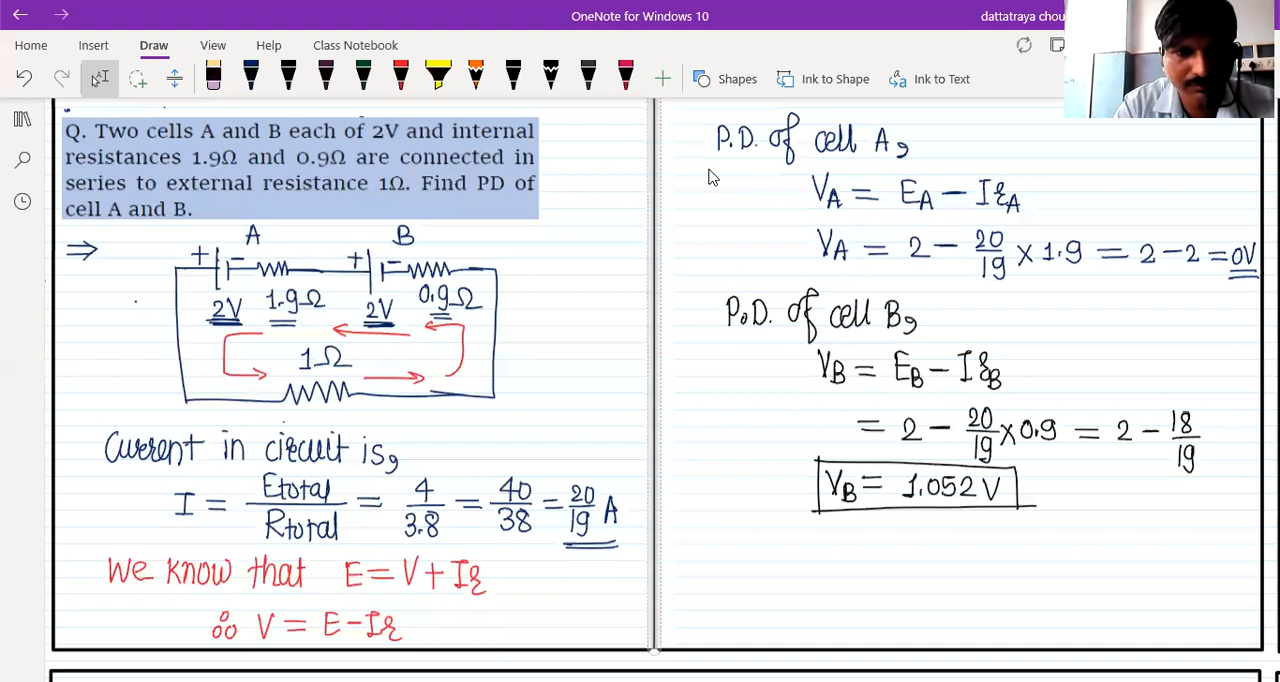 OneNote for Windows 10
dattatraya chou
Home Insert Draw View Help Class Notebook
Shapes Ink to Shape Ink to Text
Q. Two cells A and B each of 2V and internal
resistances 1.9Ω and 0.9Ω are connected in
series to external resistance 1Ω. Find PD of
cell A and B.
⇒
A B
+ - + -
2V 1.9Ω 2V 0.9Ω
1Ω
Current in circuit is,
I = Etotal/Rtotal = 4/3.8 = 40/38 = 20/19 A
We know that E = V + Ir
∴ V = E - Ir
P.D. of cell A,
VA = EA - IrA
VA = 2 - 20/19 × 1.9 = 2 - 2 = 0V
P.D. of cell B,
VB = EB - IrB
= 2 - 20/19 × 0.9 = 2 - 18/19
VB = 1.052 V